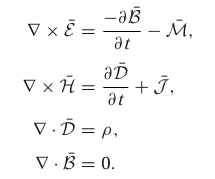 ∇ × ℰ̄ = −∂ℬ̄/∂t − ℳ̄,
∇ × ℋ̄ = ∂𝒟̄/∂t + 𝒥̄,
∇ · 𝒟̄ = ρ,
∇ · ℬ̄ = 0.